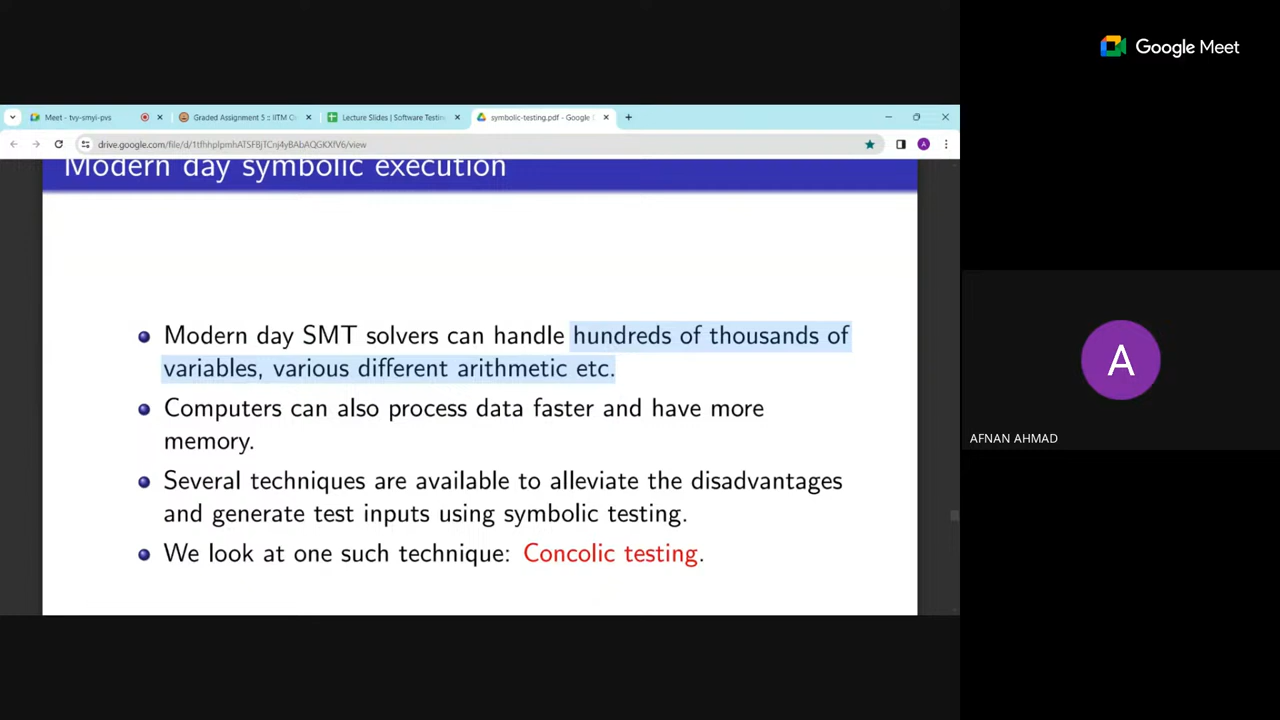 Google Meet
Meet - tvy-smyi-pvs
Graded Assignment 5 :: IITM O
Lecture Slides | Software Testin
symbolic-testing.pdf - Google D
drive.google.com/file/d/1tfhhplpmhATSFBjTCnj4yBAbAQGKXfV6/view
Modern day symbolic execution
Modern day SMT solvers can handle hundreds of thousands of
variables, various different arithmetic etc.
Computers can also process data faster and have more
memory.
Several techniques are available to alleviate the disadvantages
and generate test inputs using symbolic testing.
We look at one such technique: Concolic testing.
A
AFNAN AHMAD